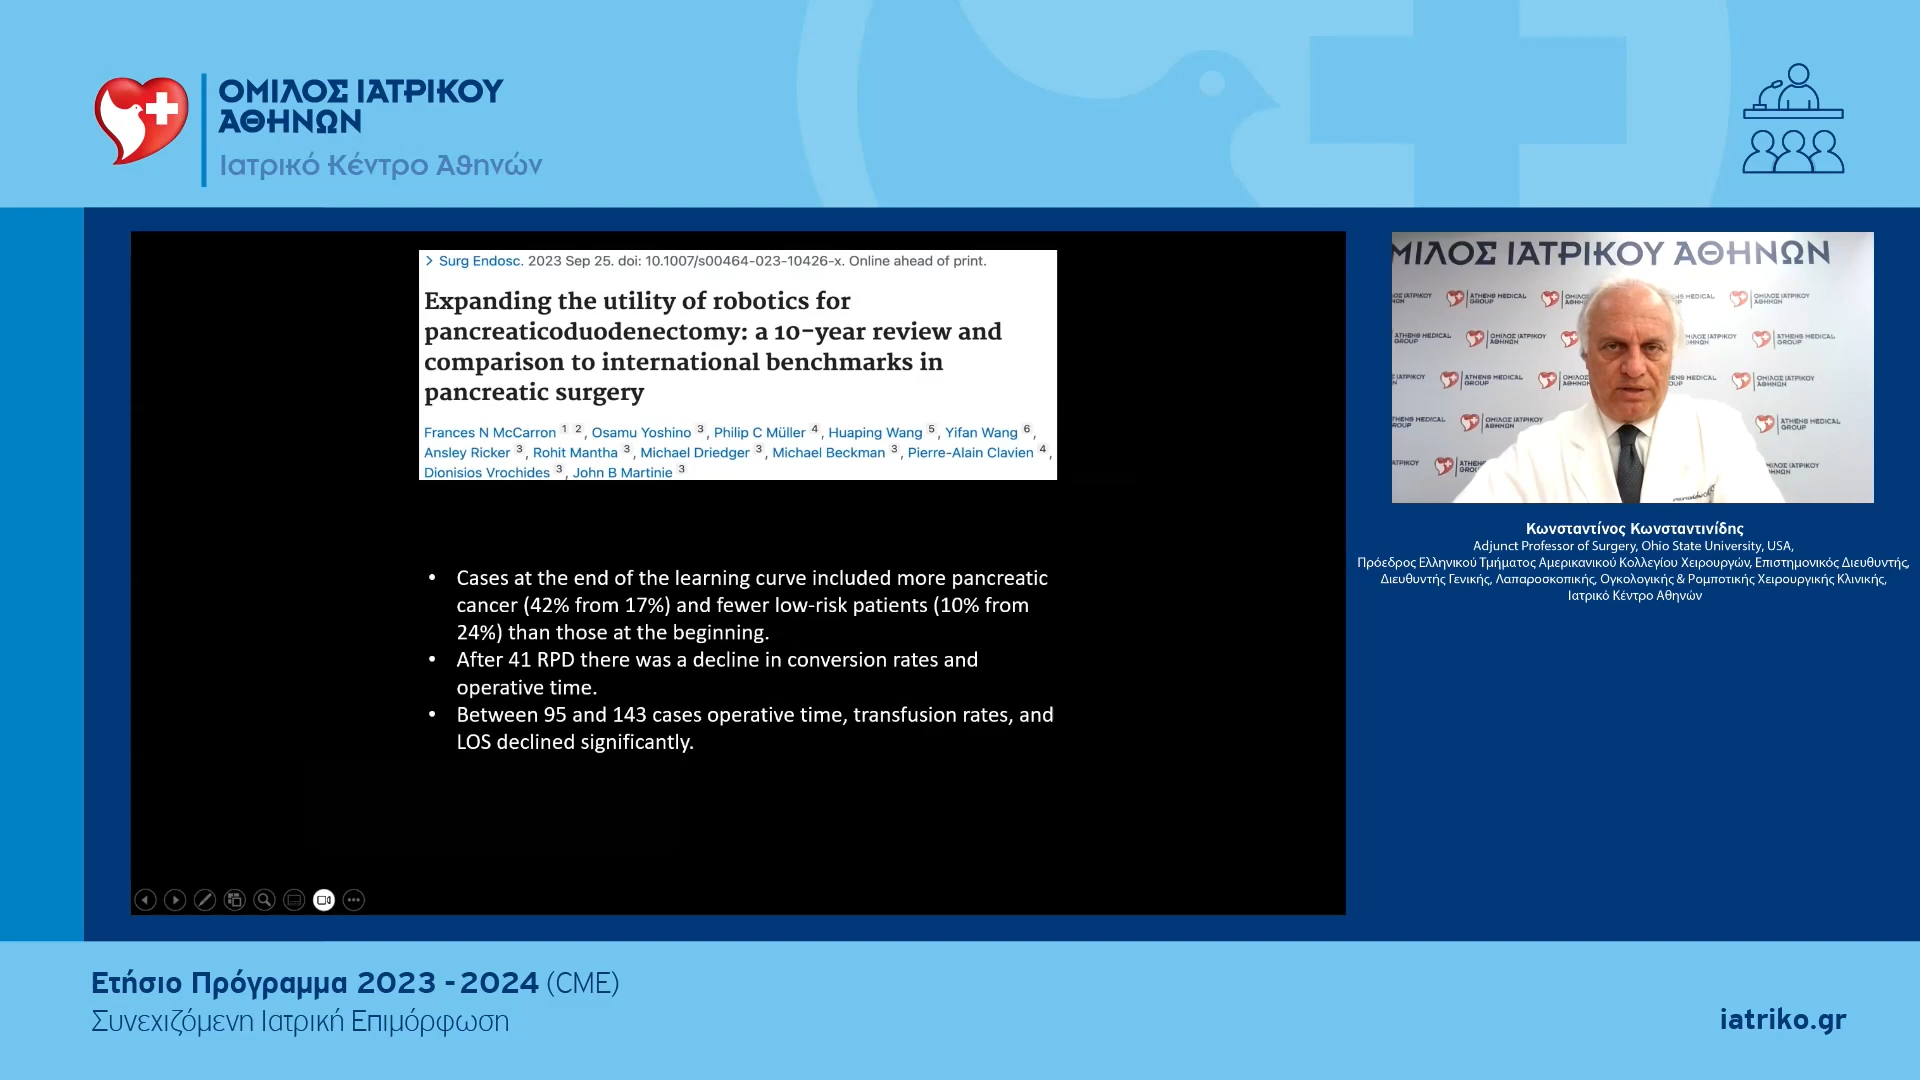 ΟΜΙΛΟΣ ΙΑΤΡΙΚΟΥ
ΑΘΗΝΩΝ
Ιατρικό Κέντρο Αθηνών
> Surg Endosc. 2023 Sep 25. doi: 10.1007/s00464-023-10426-x. Online ahead of print.
Expanding the utility of robotics for
pancreaticoduodenectomy: a 10-year review and
comparison to international benchmarks in
pancreatic surgery
Frances N McCarron 1 2, Osamu Yoshino 3, Philip C Müller 4, Huaping Wang 5, Yifan Wang 6,
Ansley Ricker 3, Rohit Mantha 3, Michael Driedger 3, Michael Beckman 3, Pierre-Alain Clavien 4,
Dionisios Vrochides 3, John B Martinie 3
• Cases at the end of the learning curve included more pancreatic
cancer (42% from 17%) and fewer low-risk patients (10% from
24%) than those at the beginning.
• After 41 RPD there was a decline in conversion rates and
operative time.
• Between 95 and 143 cases operative time, transfusion rates, and
LOS declined significantly.
ΜΙΛΟΣ ΙΑΤΡΙΚΟΥ ΑΘΗΝΩΝ
ATHENS MEDICAL
GROUP
ΟΜΙΛΟΣ ΙΑΤΡΙΚΟΥ
ΑΘΗΝΩΝ
Κωνσταντίνος Κωνσταντινίδης
Adjunct Professor of Surgery, Ohio State University, USA,
Πρόεδρος Ελληνικού Τμήματος Αμερικανικού Κολλεγίου Χειρουργών, Επιστημονικός Διευθυντής,
Διευθυντής Γενικής, Λαπαροσκοπικής, Ογκολογικής & Ρομποτικής Χειρουργικής Κλινικής,
Ιατρικό Κέντρο Αθηνών
Ετήσιο Πρόγραμμα 2023 - 2024 (CME)
Συνεχιζόμενη Ιατρική Επιμόρφωση
iatriko.gr